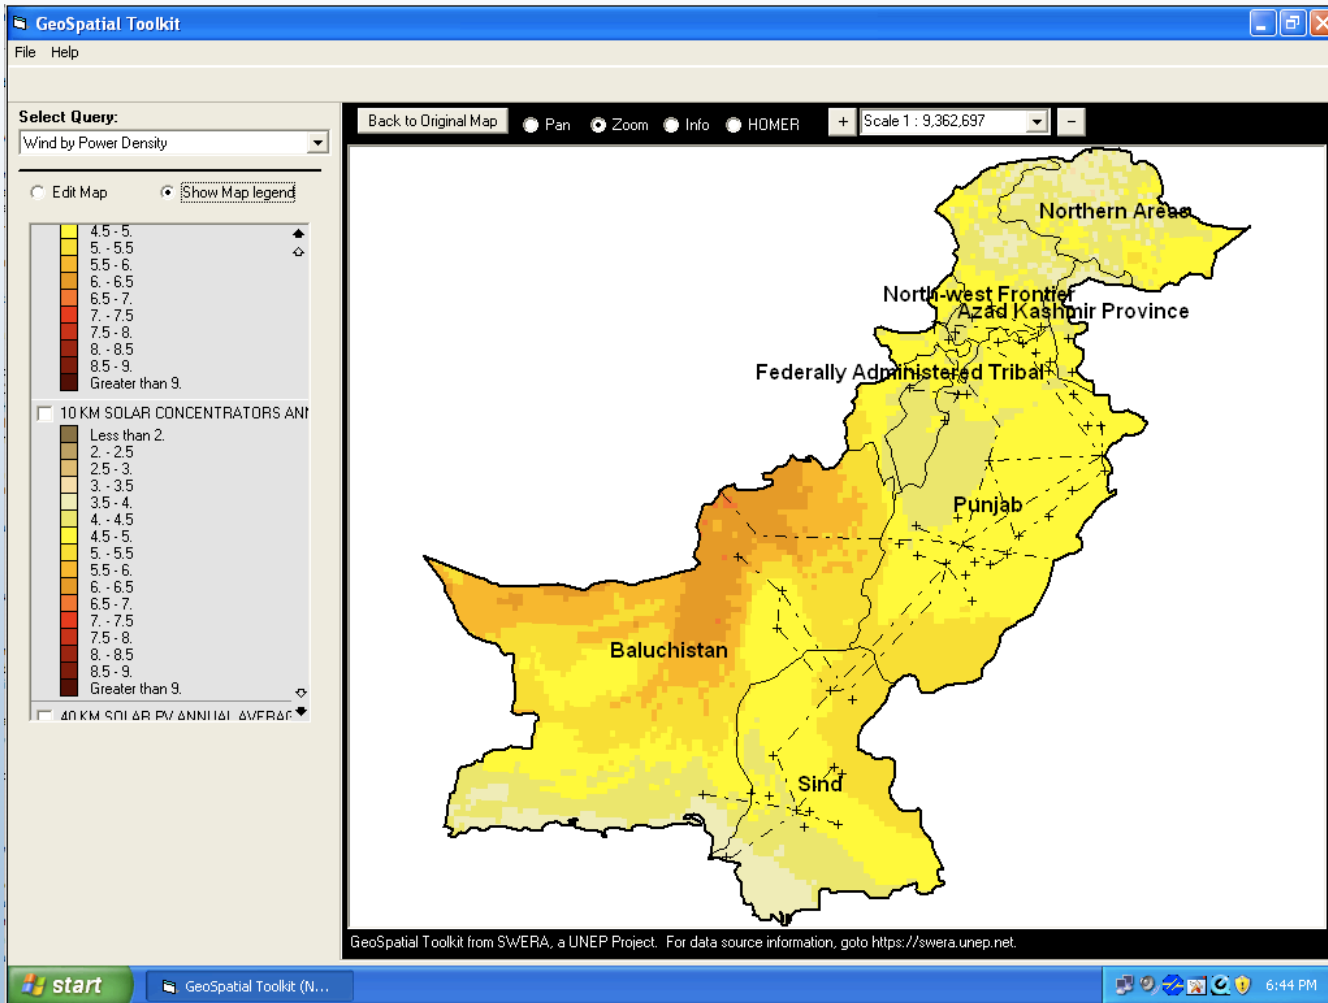 GeoSpatial Toolkit
File Help
Select Query:
Wind by Power Density
Edit Map Show Map legend
4.5 - 5.
5. - 5.5
5.5 - 6.
6. - 6.5
6.5 - 7.
7. - 7.5
7.5 - 8.
8. - 8.5
8.5 - 9.
Greater than 9.
10 KM SOLAR CONCENTRATORS ANN
Less than 2.
2. - 2.5
2.5 - 3.
3. - 3.5
3.5 - 4.
4. - 4.5
4.5 - 5.
5. - 5.5
5.5 - 6.
6. - 6.5
6.5 - 7.
7. - 7.5
7.5 - 8.
8. - 8.5
8.5 - 9.
Greater than 9.
40 KM SOLAR PV ANNUAL AVERAG
Back to Original Map Pan Zoom Info HOMER + Scale 1 : 9,362,697 -
Northern Areas
North-west Frontier
Azad Kashmir Province
Federally Administered Tribal
Punjab
Baluchistan
Sind
GeoSpatial Toolkit from SWERA, a UNEP Project. For data source information, goto https://swera.unep.net.
start GeoSpatial Toolkit (N... 6:44 PM